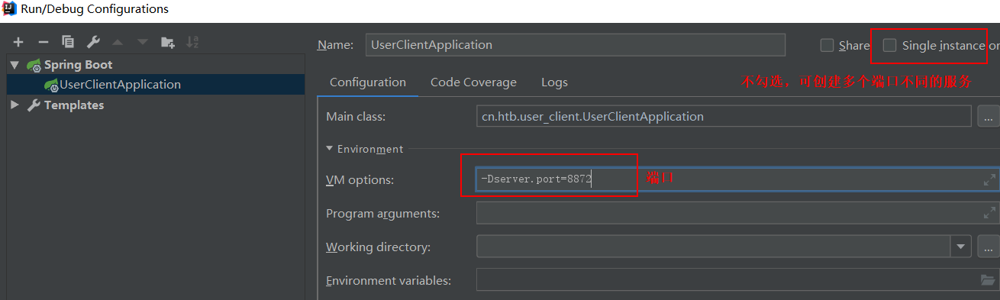 Run/Debug Configurations
Name:
UserClientApplication
Share
Single instance on
Spring Boot
UserClientApplication
Templates
Configuration
Code Coverage
Logs
不勾选，可创建多个端口不同的服务
Main class:
cn.htb.user_client.UserClientApplication
...
Environment
VM options:
-Dserver.port=8872
端口
Program arguments:
Working directory:
...
Environment variables: